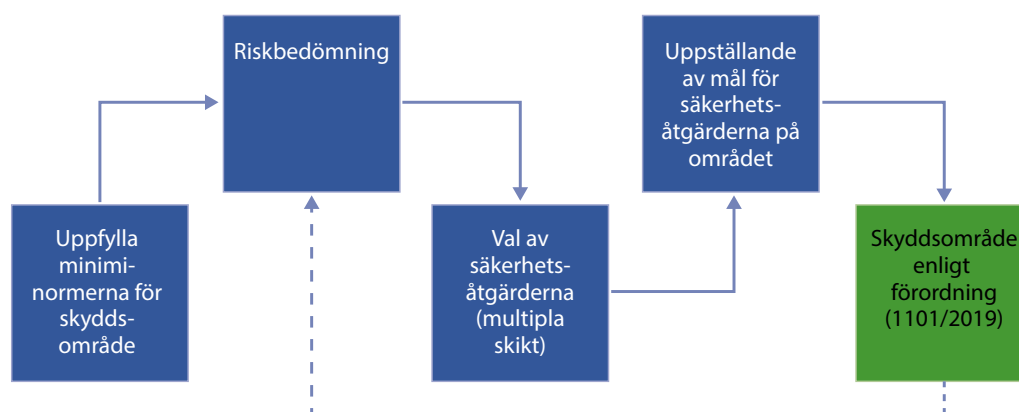 Uppfylla
minimi-
normerna för
skydds-
område
Riskbedömning
Val av
säkerhets-
åtgärderna
(multipla
skikt)
Uppställande
av mål för
säkerhets-
åtgärderna på
området
Skyddsområde
enligt
förordning
(1101/2019)